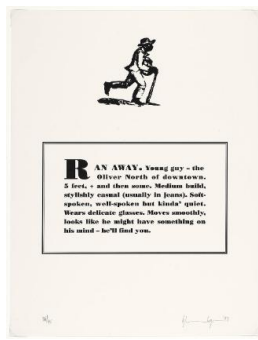 RAN AWAY. Young guy – the
Oliver North of downtown.
5 feet, + and then some. Medium build,
stylishly casual (usually in jeans). Soft-
spoken, well-spoken but kinda' quiet.
Wears delicate glasses. Moves smoothly,
looks like he might have something on
his mind – he'll find you.